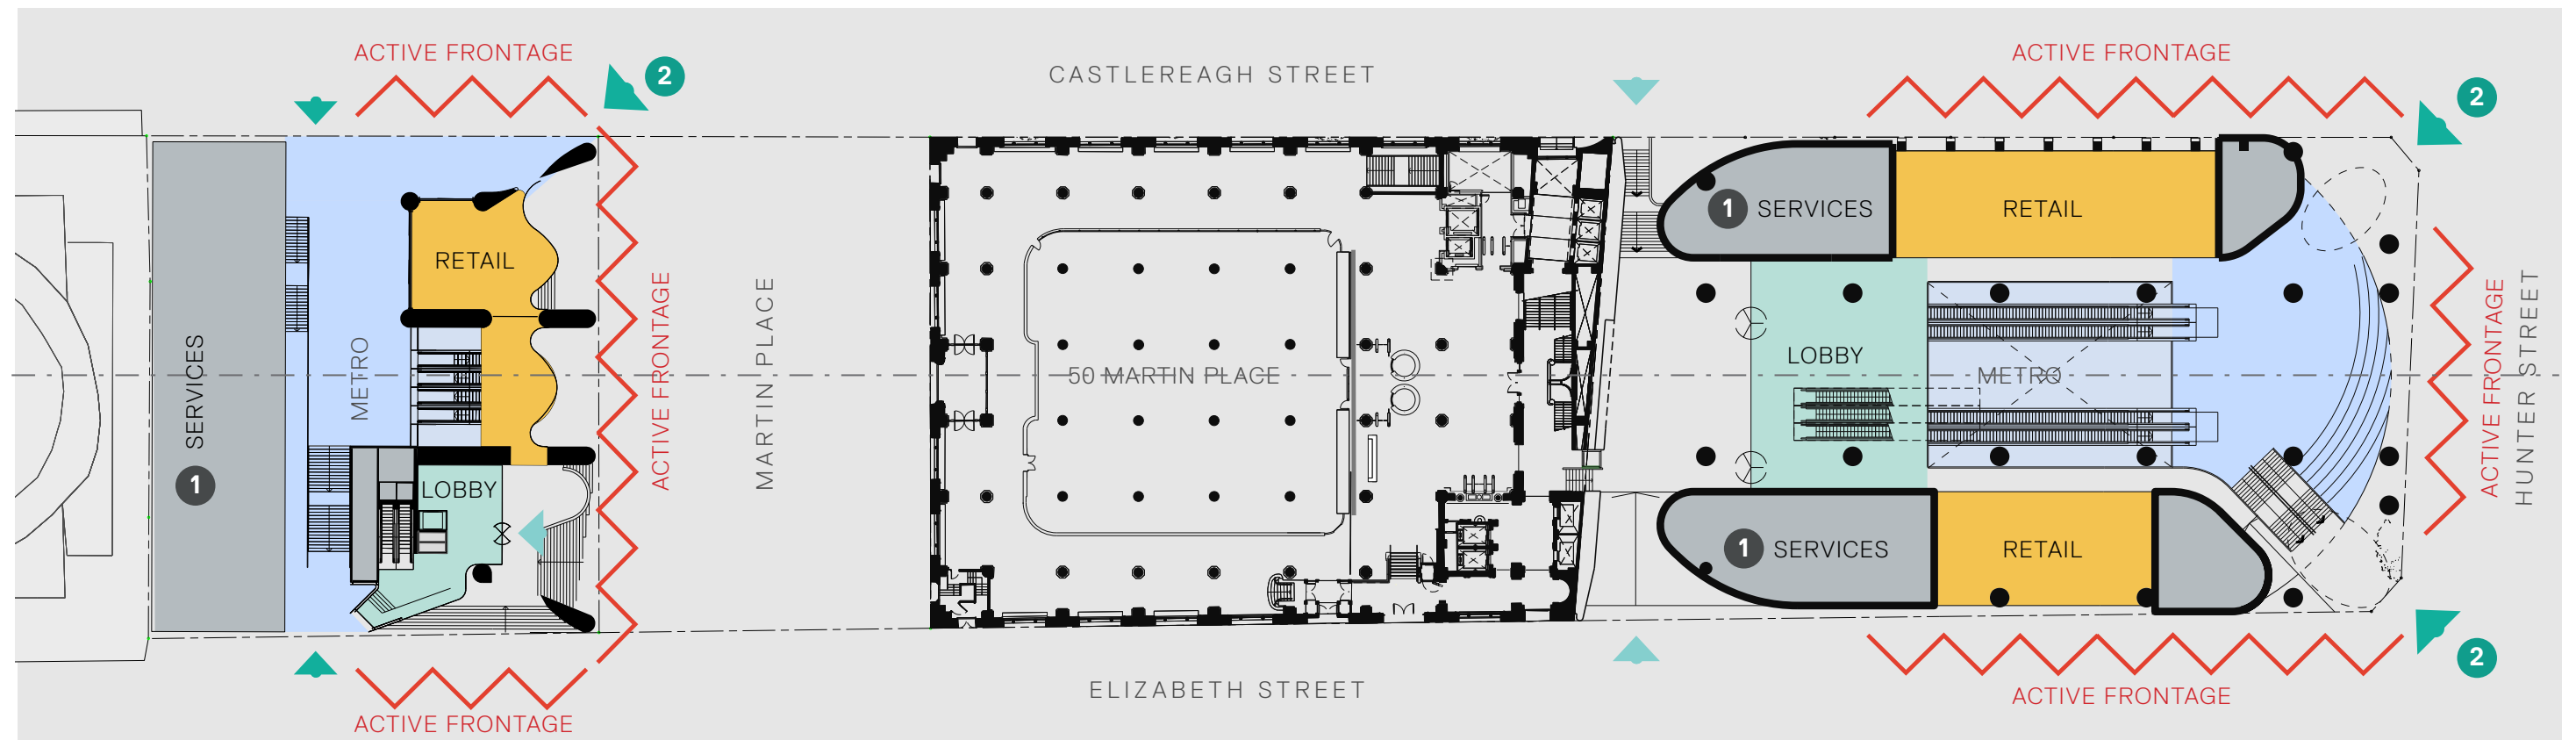 ACTIVE FRONTAGE
2
CASTLEREAGH STREET
ACTIVE FRONTAGE
2
SERVICES
1
METRO
RETAIL
LOBBY
ACTIVE FRONTAGE
MARTIN PLACE
50 MARTIN PLACE
1 SERVICES
RETAIL
LOBBY
METRO
1 SERVICES
RETAIL
ACTIVE FRONTAGE
HUNTER STREET
ACTIVE FRONTAGE
ELIZABETH STREET
ACTIVE FRONTAGE
2